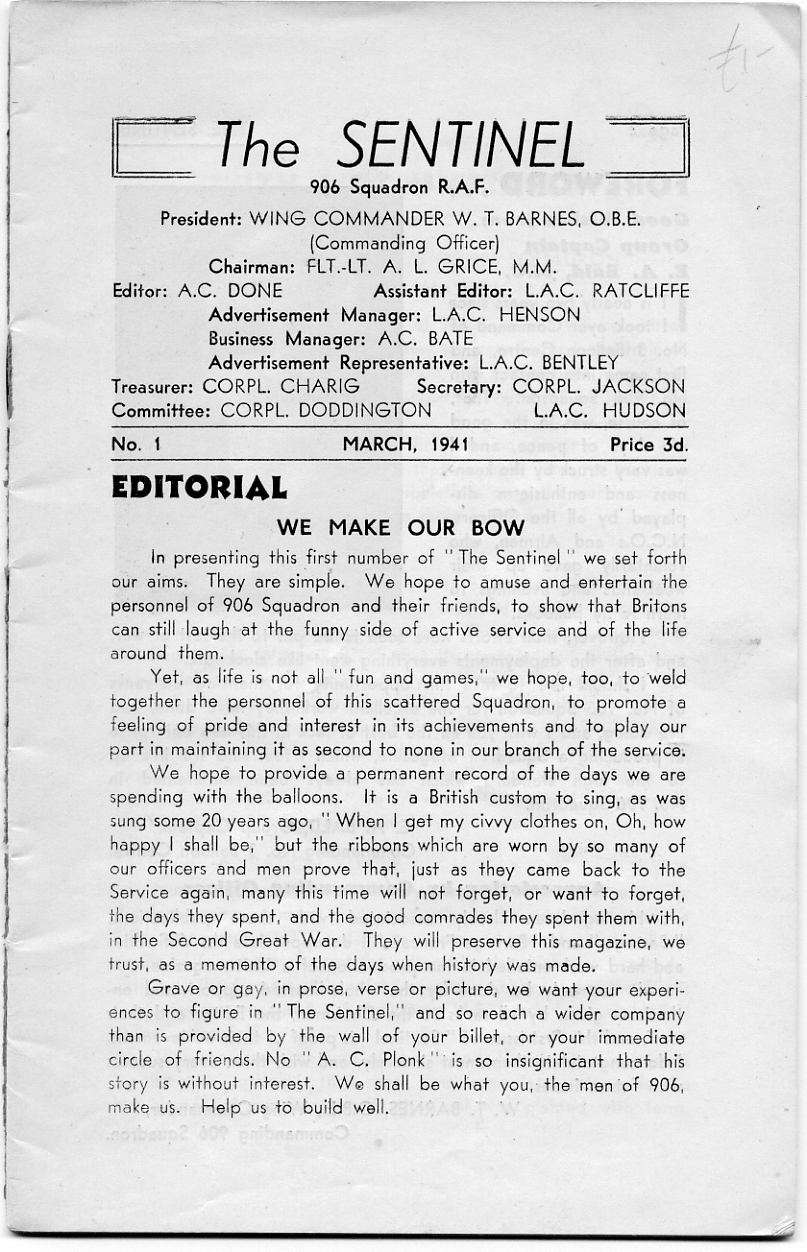 £1-
The SENTINEL
906 Squadron R.A.F.
President: WING COMMANDER W. T. BARNES, O.B.E.
(Commanding Officer)
Chairman: FLT.-LT. A. L. GRICE, M.M.
Editor: A.C. DONE Assistant Editor: L.A.C. RATCLIFFE
Advertisement Manager: L.A.C. HENSON
Business Manager: A.C. BATE
Advertisement Representative: L.A.C. BENTLEY
Treasurer: CORPL. CHARIG Secretary: CORPL. JACKSON
Committee: CORPL. DODDINGTON L.A.C. HUDSON
No. 1 MARCH, 1941 Price 3d.
EDITORIAL
WE MAKE OUR BOW
In presenting this first number of "The Sentinel" we set forth
our aims. They are simple. We hope to amuse and entertain the
personnel of 906 Squadron and their friends, to show that Britons
can still laugh at the funny side of active service and of the life
around them.
Yet, as life is not all "fun and games," we hope, too, to weld
together the personnel of this scattered Squadron, to promote a
feeling of pride and interest in its achievements and to play our
part in maintaining it as second to none in our branch of the service.
We hope to provide a permanent record of the days we are
spending with the balloons. It is a British custom to sing, as was
sung some 20 years ago, "When I get my civvy clothes on, Oh, how
happy I shall be," but the ribbons which are worn by so many of
our officers and men prove that, just as they came back to the
Service again, many this time will not forget, or want to forget,
the days they spent, and the good comrades they spent them with,
in the Second Great War. They will preserve this magazine, we
trust, as a memento of the days when history was made.
Grave or gay, in prose, verse or picture, we want your experi-
ences to figure in "The Sentinel," and so reach a wider company
than is provided by the wall of your billet, or your immediate
circle of friends. No "A. C. Plonk" is so insignificant that his
story is without interest. We shall be what you, the men of 906,
make us. Help us to build well.